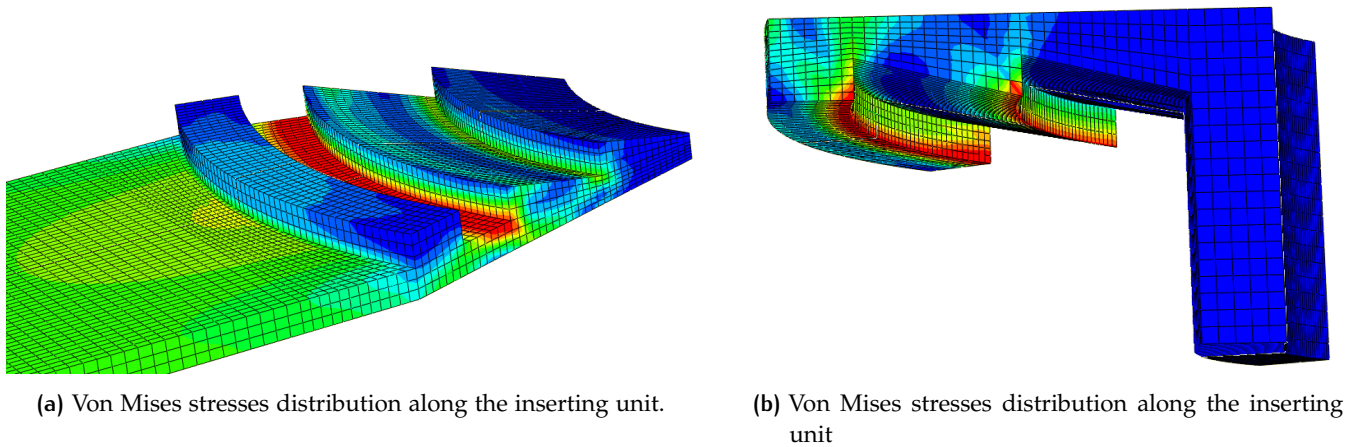 (a) Von Mises stresses distribution along the inserting unit.
(b) Von Mises stresses distribution along the inserting
unit